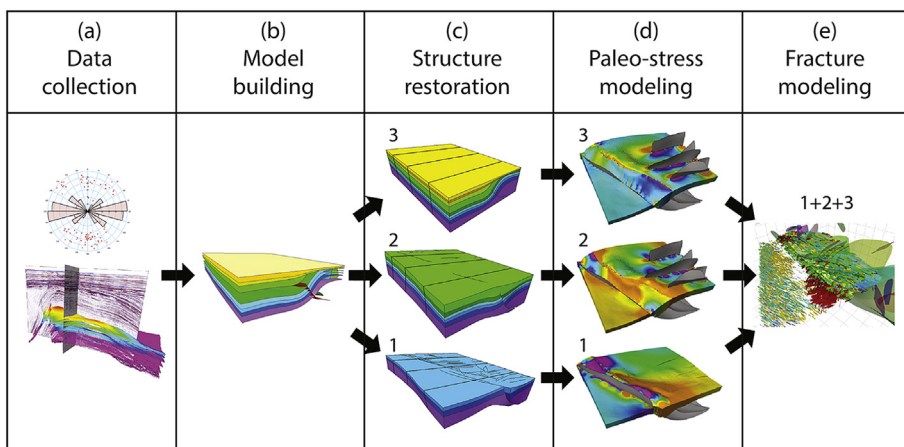 (a)
Data
collection
(b)
Model
building
(c)
Structure
restoration
(d)
Paleo-stress
modeling
(e)
Fracture
modeling
3
3
1+2+3
2
2
1
1